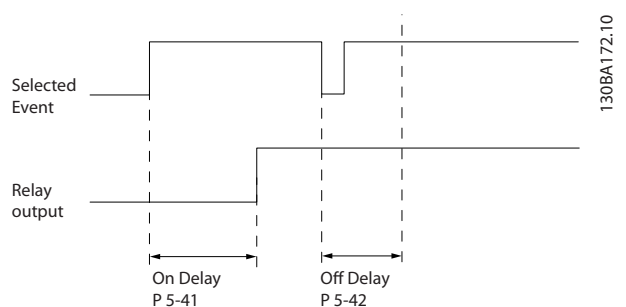 130BA172.10
Selected
Event
Relay
output
On Delay
P 5-41
Off Delay
P 5-42